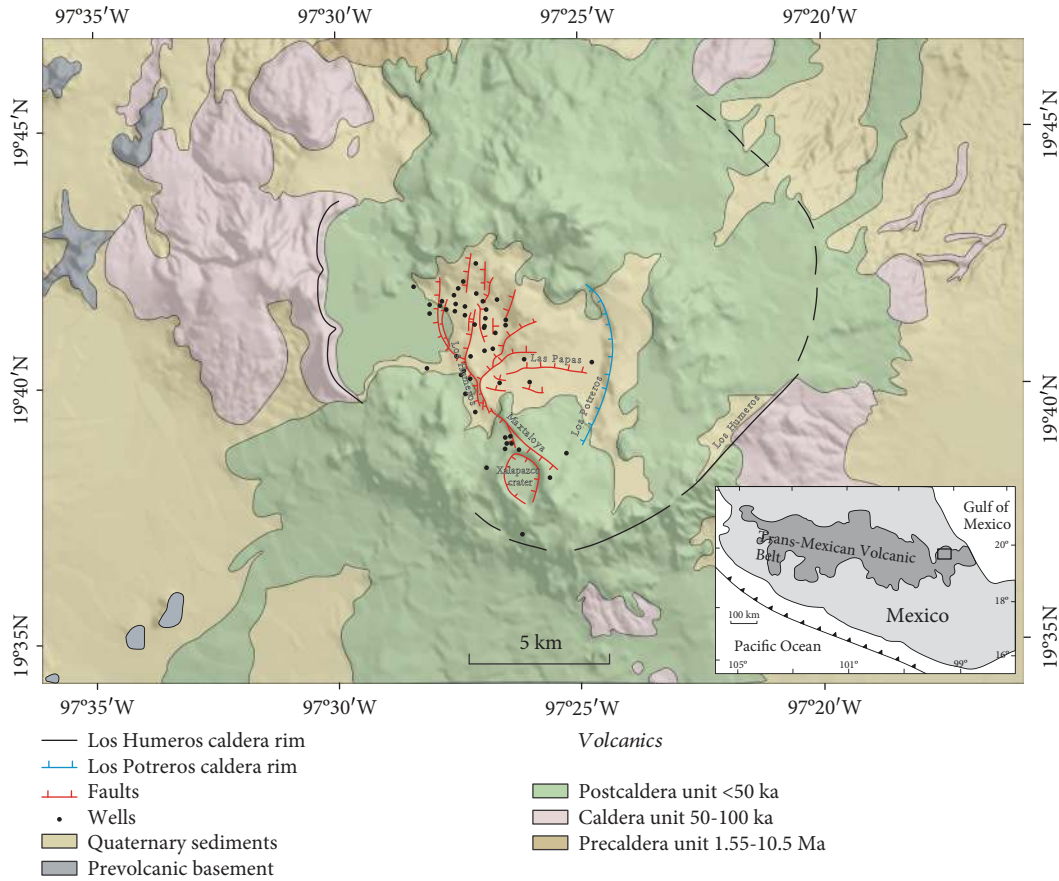 97°35′W 97°30′W 97°25′W 97°20′W
19°45′N
19°45′N
19°40′N
19°40′N
19°35′N
19°35′N
Las Papas
Los Humeros
Los Potreros
Maxtaloya
Los Humeros
Xalapazco
crater
5 km
Gulf of
Mexico
Trans-Mexican Volcanic
Belt
20°
18°
16°
100 km
Mexico
Pacific Ocean
105° 101° 99°
97°35′W 97°30′W 97°25′W 97°20′W
Los Humeros caldera rim
Los Potreros caldera rim
Faults
Wells
Quaternary sediments
Prevolcanic basement
Volcanics
Postcaldera unit <50 ka
Caldera unit 50-100 ka
Precaldera unit 1.55-10.5 Ma